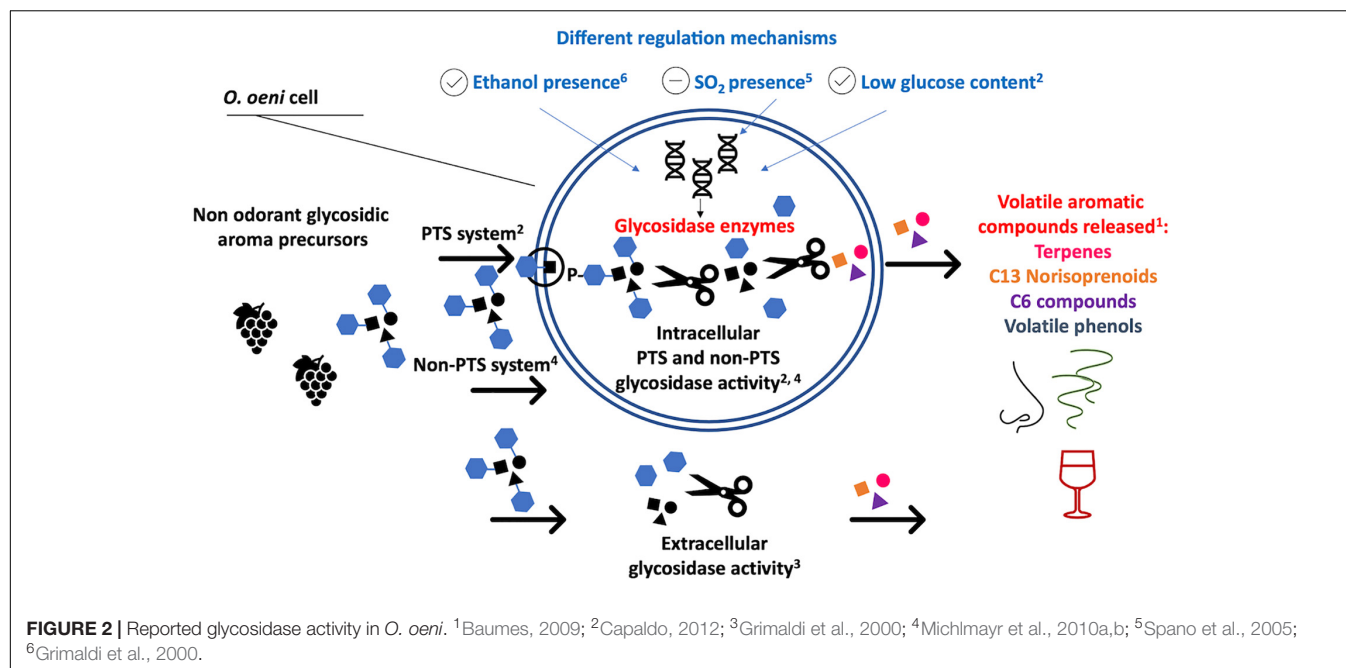 Different regulation mechanisms
Ethanol presence⁶
SO₂ presence⁵
Low glucose content²
O. oeni cell
Non odorant glycosidic
aroma precursors
PTS system²
Non-PTS system⁴
Glycosidase enzymes
P-
Intracellular
PTS and non-PTS
glycosidase activity²,⁴
Extracellular
glycosidase activity³
Volatile aromatic
compounds released¹:
Terpenes
C13 Norisoprenoids
C6 compounds
Volatile phenols
FIGURE 2 | Reported glycosidase activity in O. oeni. ¹Baumes, 2009; ²Capaldo, 2012; ³Grimaldi et al., 2000; ⁴Michlmayr et al., 2010a,b; ⁵Spano et al., 2005;
⁶Grimaldi et al., 2000.